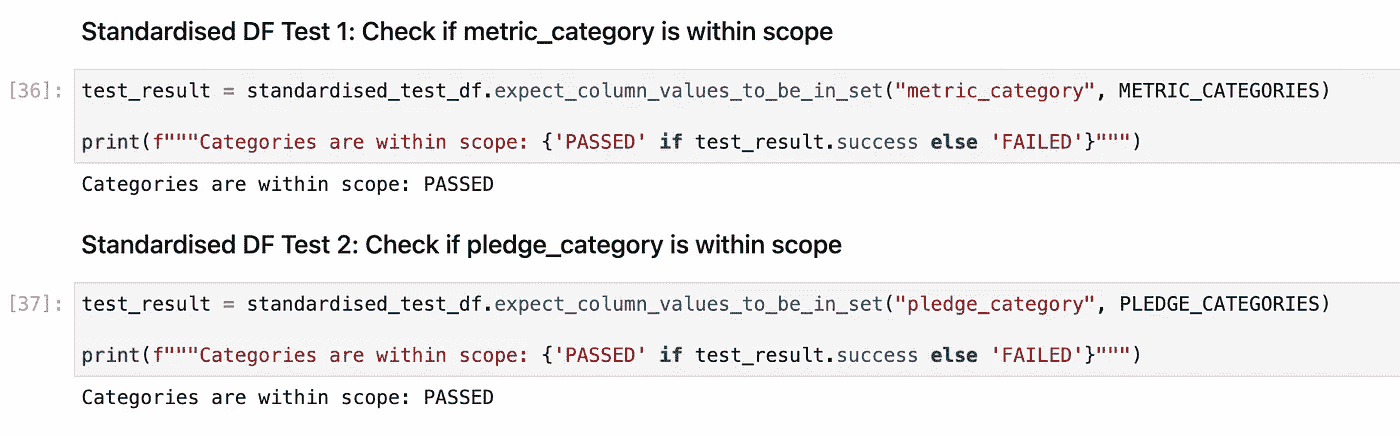 Standardised DF Test 1: Check if metric_category is within scope
[36]: test_result = standardised_test_df.expect_column_values_to_be_in_set("metric_category", METRIC_CATEGORIES)
print(f"""Categories are within scope: {'PASSED' if test_result.success else 'FAILED'}""")
Categories are within scope: PASSED
Standardised DF Test 2: Check if pledge_category is within scope
[37]: test_result = standardised_test_df.expect_column_values_to_be_in_set("pledge_category", PLEDGE_CATEGORIES)
print(f"""Categories are within scope: {'PASSED' if test_result.success else 'FAILED'}""")
Categories are within scope: PASSED